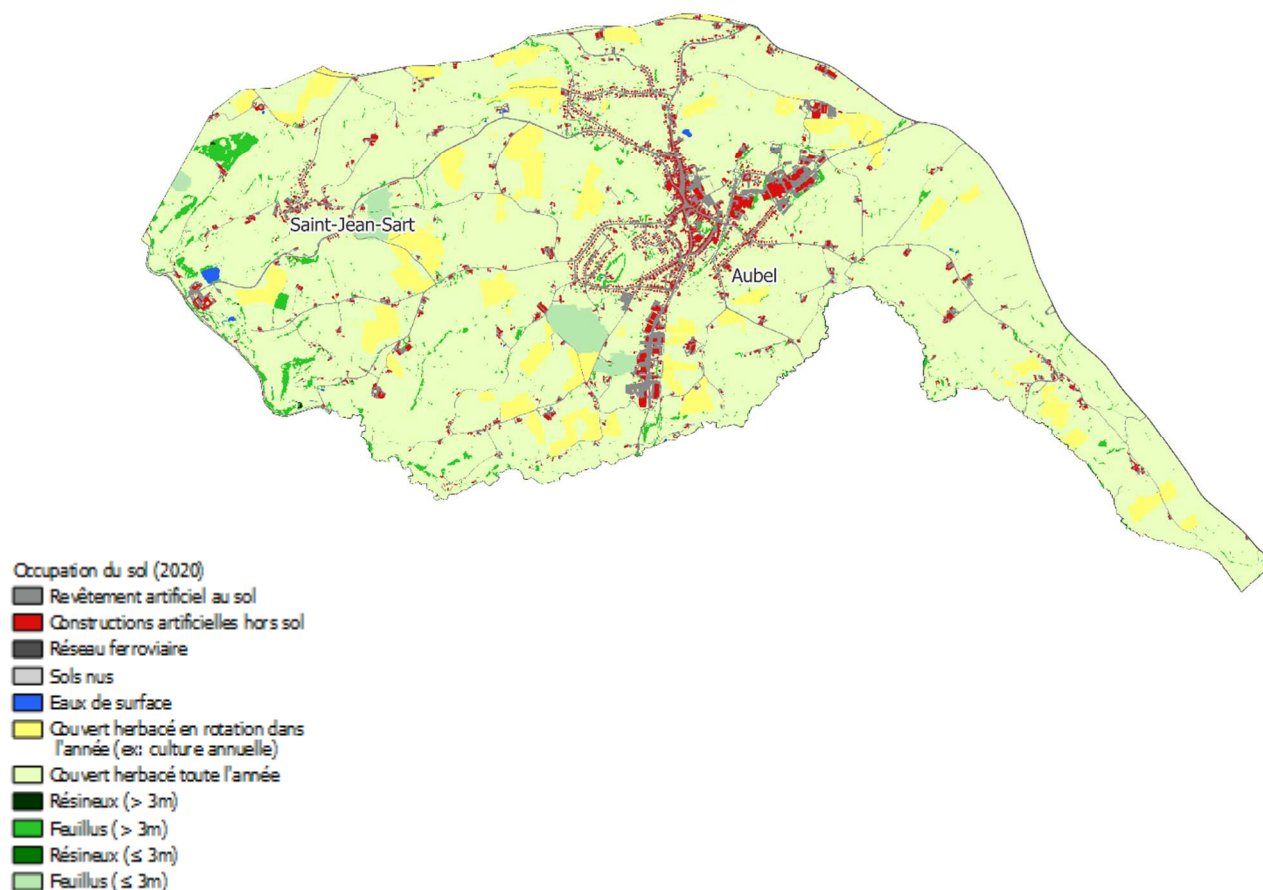 Saint-Jean-Sart
Aubel
Occupation du sol (2020)
Revêtement artificiel au sol
Constructions artificielles hors sol
Réseau ferroviaire
Sols nus
Eaux de surface
Couvert herbacé en rotation dans
l'année (ex: culture annuelle)
Couvert herbacé toute l'année
Résineux (> 3m)
Feuillus (> 3m)
Résineux (≤ 3m)
Feuillus (≤ 3m)